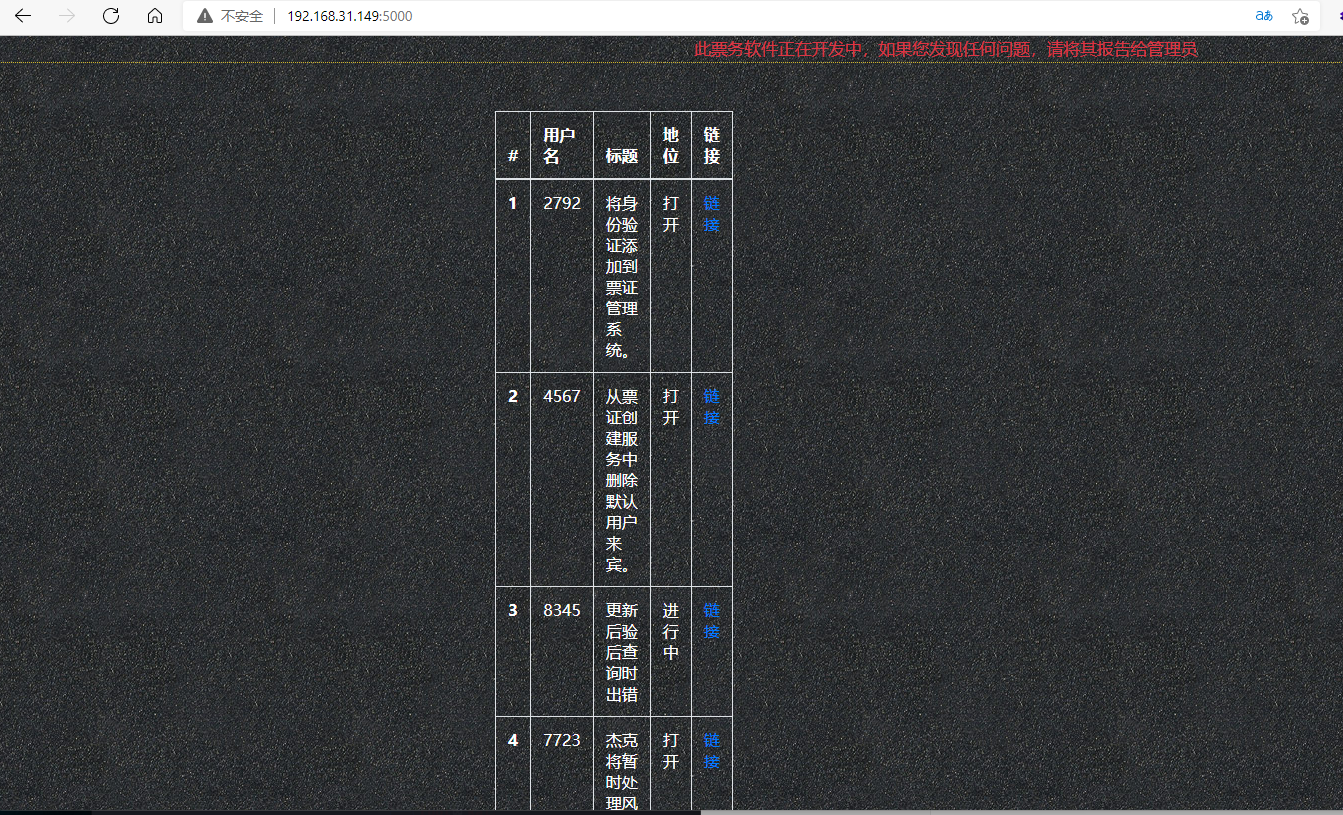 不安全 192.168.31.149:5000 aあ
此票务软件正在开发中，如果您发现任何问题，请将其报告给管理员
# 用户名 标题 地位 链接
1 2792 将身份验证添加到票证管理系统。 打开 链接
2 4567 从票证创建服务中删除默认用户来宾。 打开 链接
3 8345 更新后验后查询时出错 进行中 链接
4 7723 杰克将暂时处理风 打开 链接